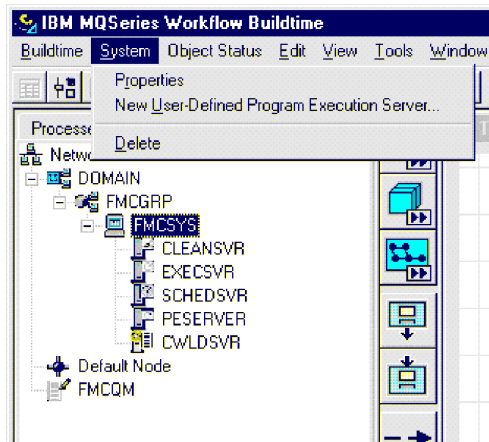 IBM MQSeries Workflow Buildtime
Buildtime System Object Status Edit View Tools Window
Properties
New User-Defined Program Execution Server...
Delete
DOMAIN
FMCGRP
FMCSYS
CLEANSVR
EXECSVR
SCHEDSVR
PESERVER
CWLDSVR
Default Node
FMCQM